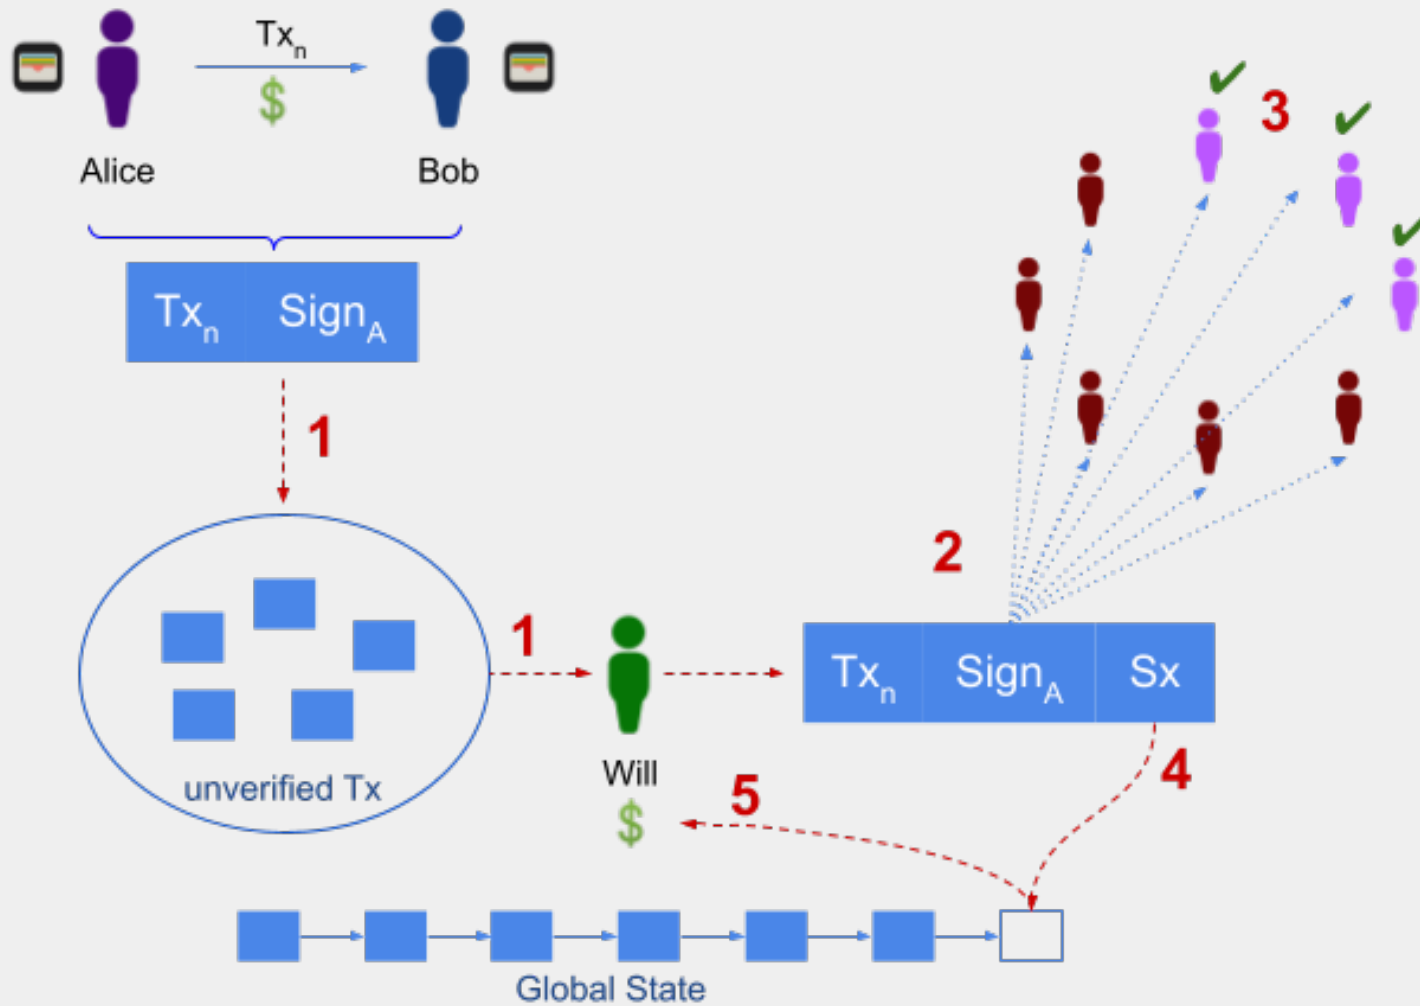 Txn
$
Alice
Bob
3
Txn SignA
1
2
1
Txn SignA Sx
Will
unverified Tx
5
4
$
Global State